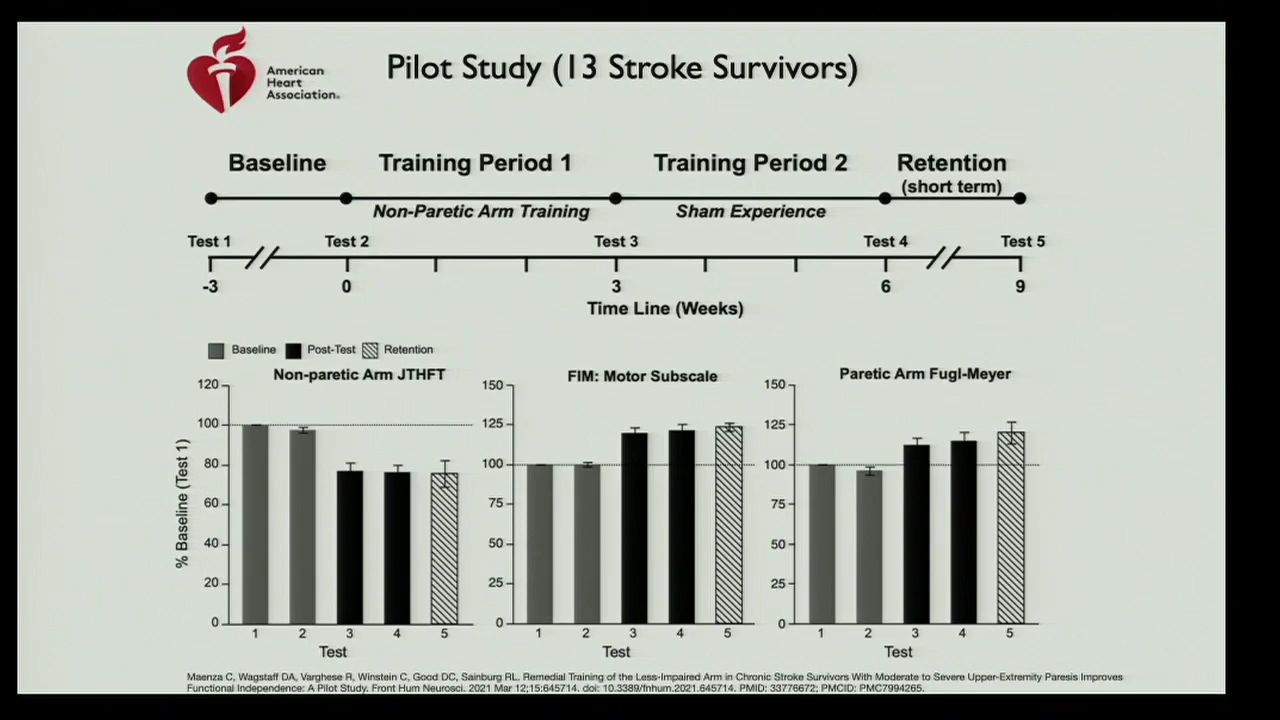 American
Heart
Association.
Pilot Study (13 Stroke Survivors)
Baseline
Training Period 1
Training Period 2
Retention
(short term)
Non-Paretic Arm Training
Sham Experience
Test 1
Test 2
Test 3
Test 4
Test 5
-3
0
3
6
9
Time Line (Weeks)
Baseline
Post-Test
Retention
Non-paretic Arm JTHFT
% Baseline (Test 1)
120
100
80
60
40
20
0
1 2 3 4 5
Test
FIM: Motor Subscale
150
125
100
75
50
25
0
1 2 3 4 5
Test
Paretic Arm Fugl-Meyer
150
125
100
75
50
25
0
1 2 3 4 5
Test
Maenza C, Wagstaff DA, Varghese R, Winstein C, Good DC, Sainburg RL. Remedial Training of the Less-Impaired Arm in Chronic Stroke Survivors With Moderate to Severe Upper-Extremity Paresis Improves
Functional Independence: A Pilot Study. Front Hum Neurosci. 2021 Mar 12;15:645714. doi: 10.3389/fnhum.2021.645714. PMID: 33776672; PMCID: PMC7994265.